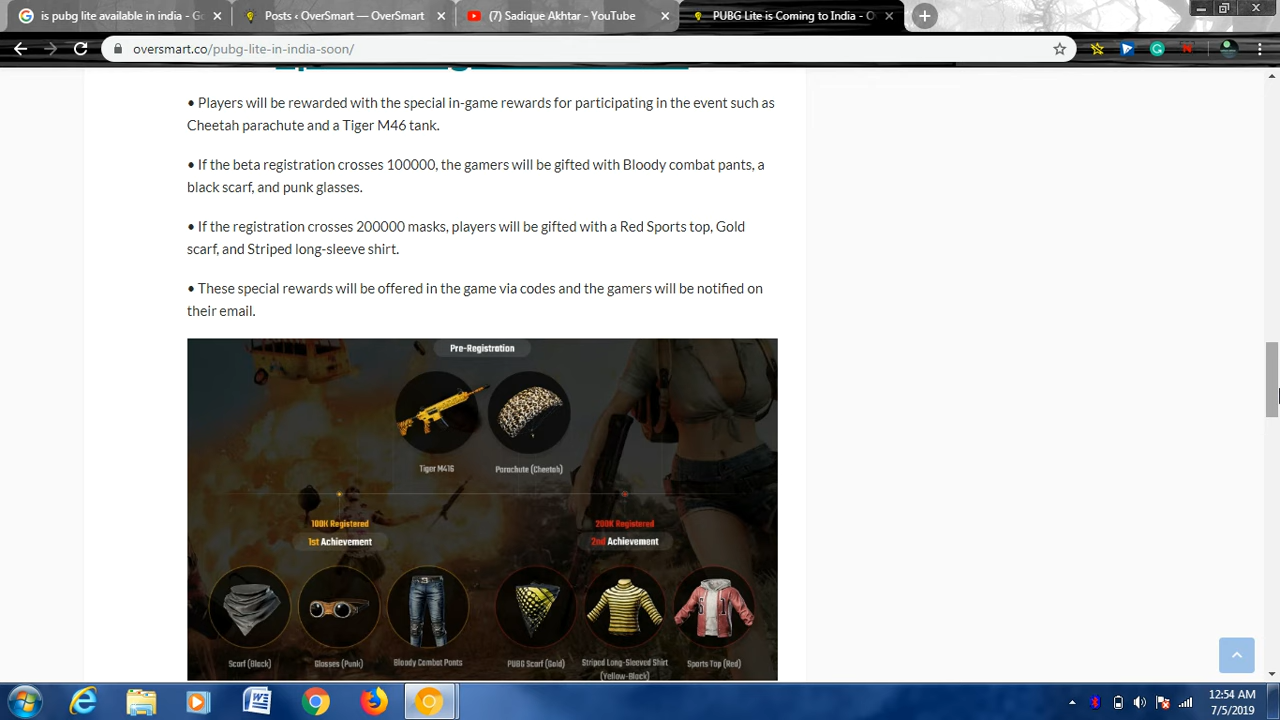 is pubg lite available in india - Go
Posts ‹ OverSmart — OverSmart
(7) Sadique Akhtar - YouTube
PUBG Lite is Coming to India - O
oversmart.co/pubg-lite-in-india-soon/
• Players will be rewarded with the special in-game rewards for participating in the event such as
Cheetah parachute and a Tiger M46 tank.
• If the beta registration crosses 100000, the gamers will be gifted with Bloody combat pants, a
black scarf, and punk glasses.
• If the registration crosses 200000 masks, players will be gifted with a Red Sports top, Gold
scarf, and Striped long-sleeve shirt.
• These special rewards will be offered in the game via codes and the gamers will be notified on
their email.
Pre-Registration
Tiger M416
Parachute (Cheetah)
100K Registered
200K Registered
1st Achievement
2nd Achievement
Scarf (Black)
Glasses (Punk)
Bloody Combat Pants
PUBG Scarf (Gold)
Striped Long-Sleeved Shirt
(Yellow-Black)
Sports Top (Red)
12:54 AM
7/5/2019